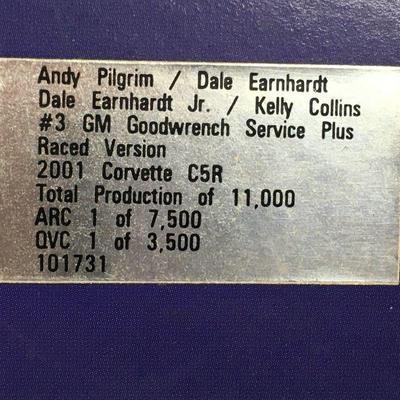 Andy Pilgrim / Dale Earnhardt
Dale Earnhardt Jr. / Kelly Collins
#3 GM Goodwrench Service Plus
Raced Version
2001 Corvette C5R
Total Production of 11,000
ARC 1 of 7,500
QVC 1 of 3,500
101731